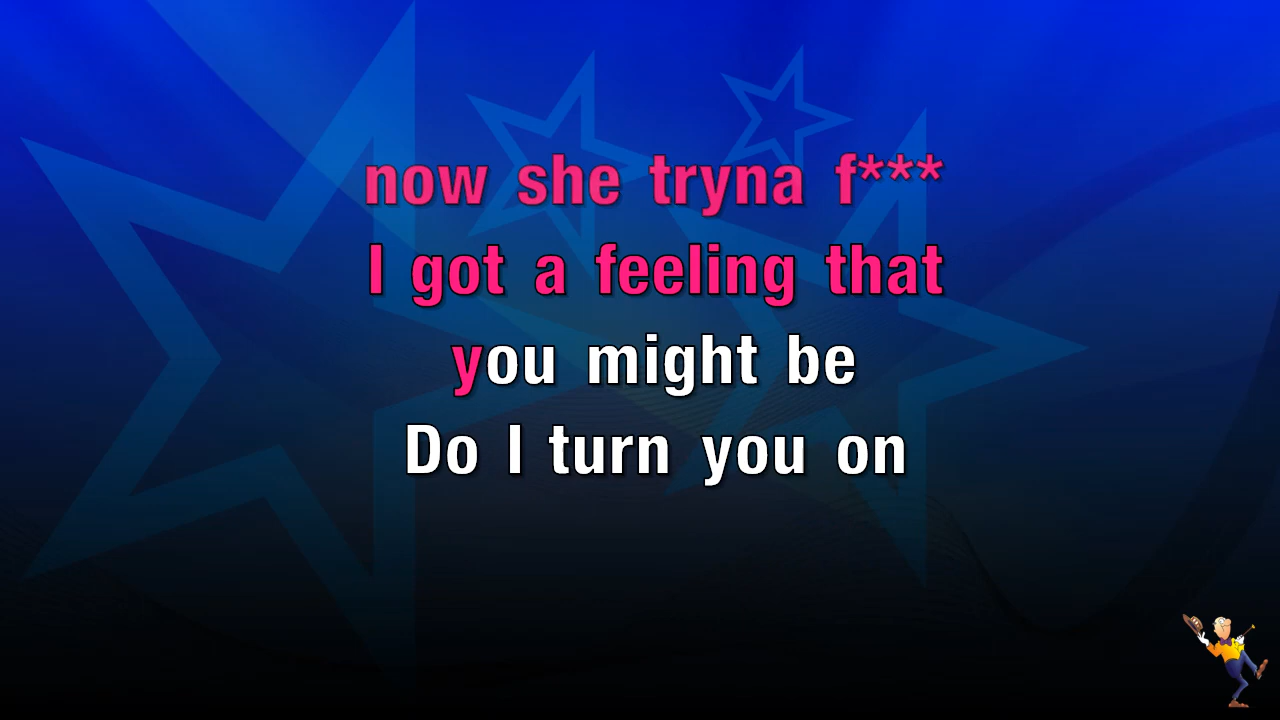 now she tryna f***
I got a feeling that
you might be
Do I turn you on